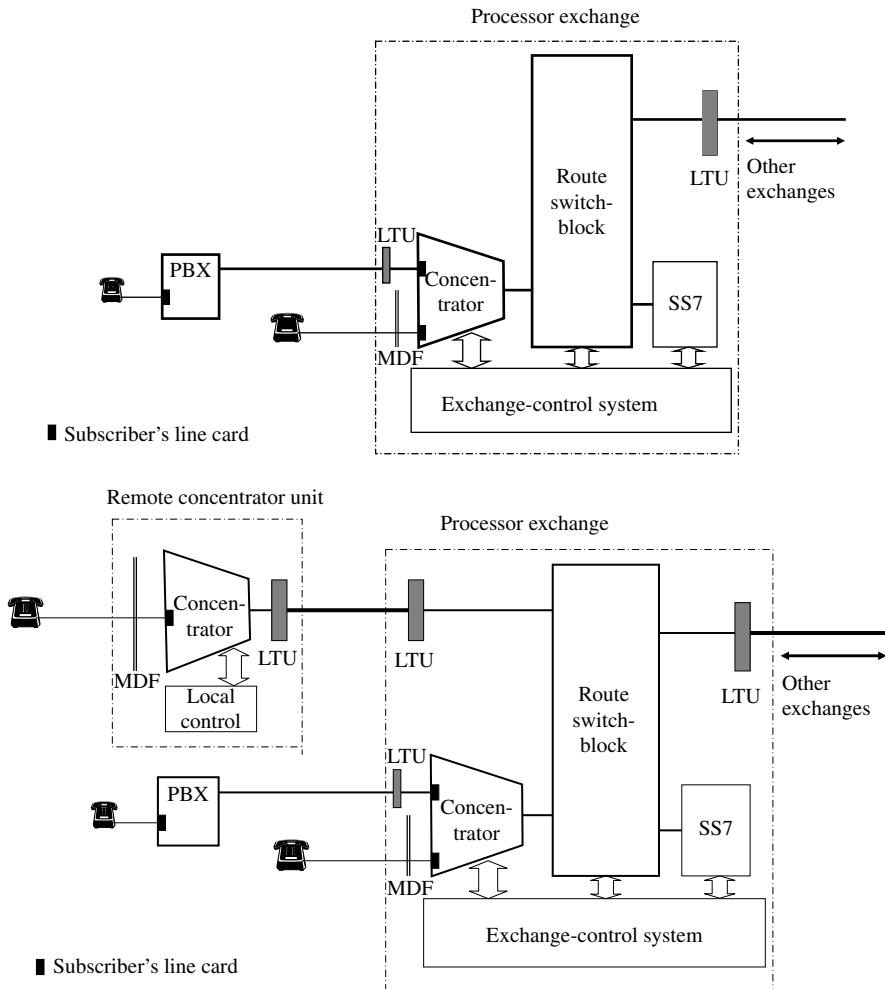 Processor exchange
LTU
Other
exchanges
Route
switch-
block
LTU
PBX
Concen-
trator
SS7
MDF
Exchange-control system
Subscriber's line card
Remote concentrator unit
Processor exchange
Concen-
trator
LTU
LTU
MDF
Local
control
LTU
Other
exchanges
Route
switch-
block
LTU
PBX
Concen-
trator
SS7
MDF
Exchange-control system
Subscriber's line card